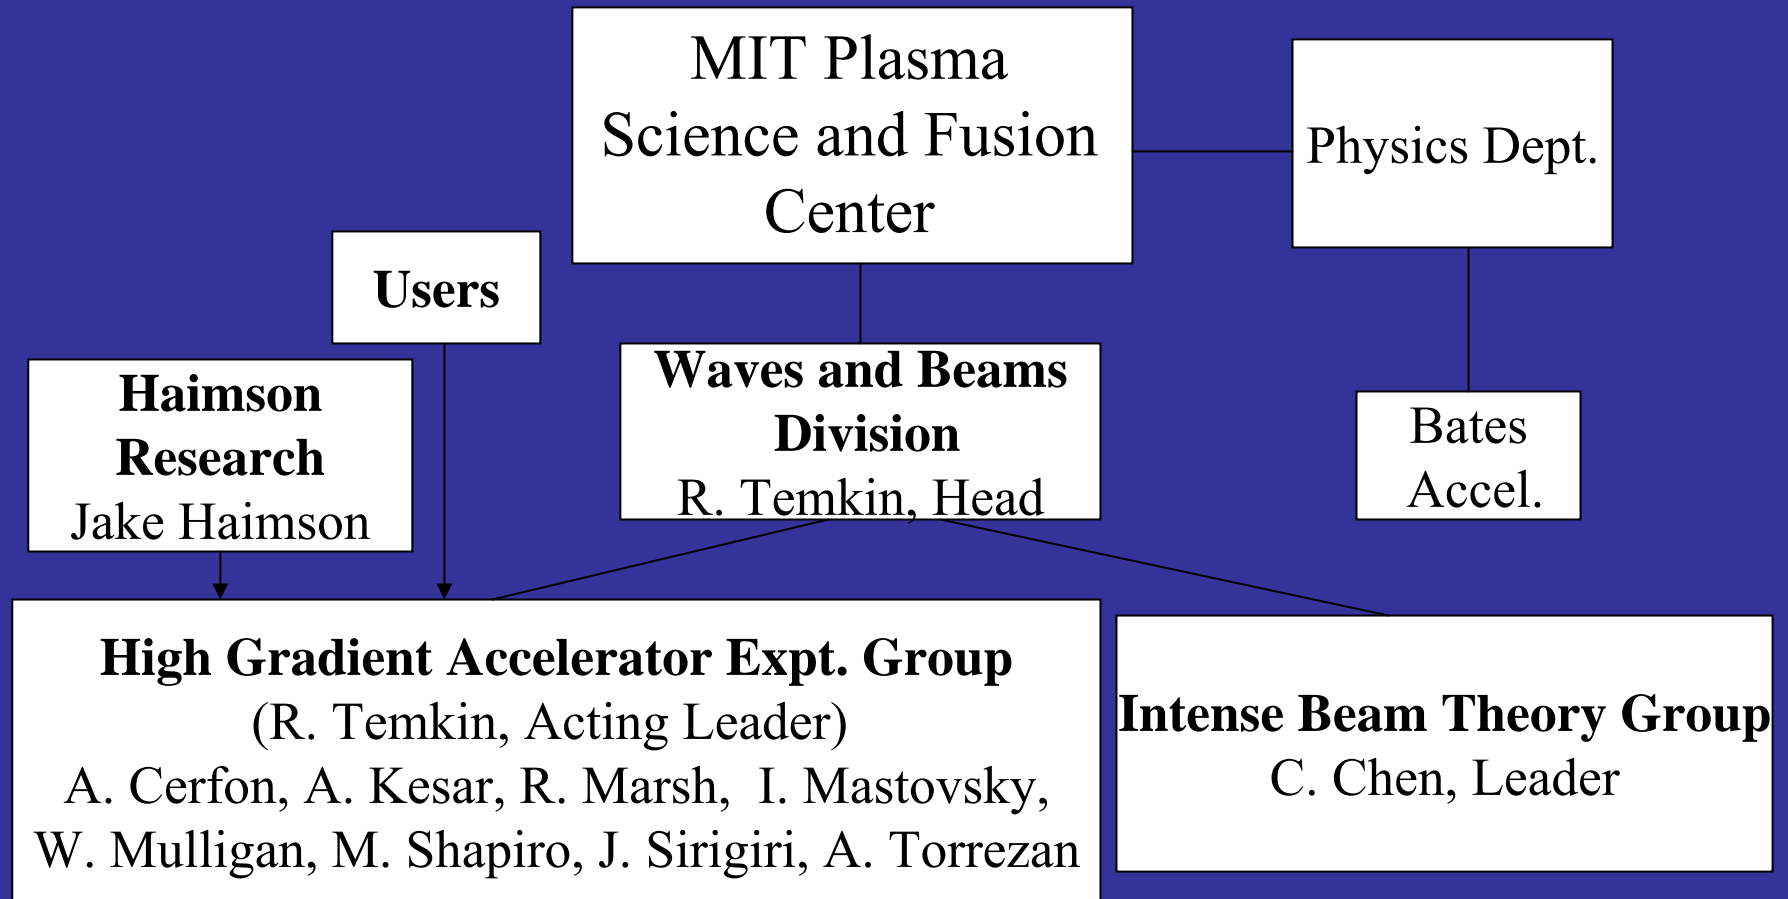 MIT Plasma
Science and Fusion
Center
Physics Dept.
Users
Haimson
Research
Jake Haimson
Waves and Beams
Division
R. Temkin, Head
Bates
Accel.
High Gradient Accelerator Expt. Group
(R. Temkin, Acting Leader)
A. Cerfon, A. Kesar, R. Marsh, I. Mastovsky,
W. Mulligan, M. Shapiro, J. Sirigiri, A. Torrezan
Intense Beam Theory Group
C. Chen, Leader